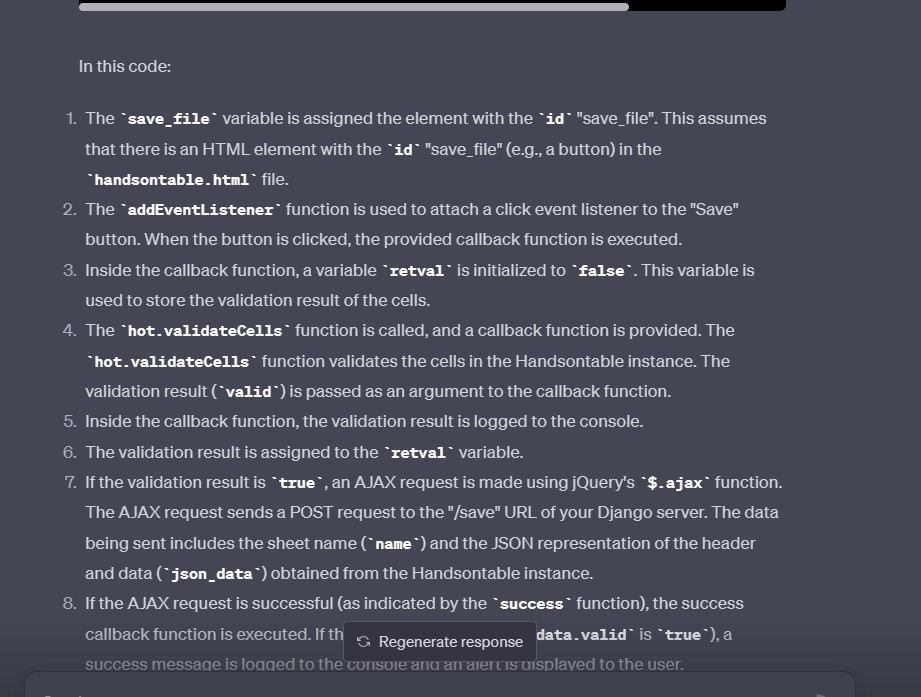 In this code:
1. The `save_file` variable is assigned the element with the `id` "save_file". This assumes
that there is an HTML element with the `id` "save_file" (e.g., a button) in the
`handsontable.html` file.
2. The `addEventListener` function is used to attach a click event listener to the "Save"
button. When the button is clicked, the provided callback function is executed.
3. Inside the callback function, a variable `retval` is initialized to `false`. This variable is
used to store the validation result of the cells.
4. The `hot.validateCells` function is called, and a callback function is provided. The
`hot.validateCells` function validates the cells in the Handsontable instance. The
validation result (`valid`) is passed as an argument to the callback function.
5. Inside the callback function, the validation result is logged to the console.
6. The validation result is assigned to the `retval` variable.
7. If the validation result is `true`, an AJAX request is made using jQuery's `$.ajax` function.
The AJAX request sends a POST request to the "/save" URL of your Django server. The data
being sent includes the sheet name (`name`) and the JSON representation of the header
and data (`json_data`) obtained from the Handsontable instance.
8. If the AJAX request is successful (as indicated by the `success` function), the success
callback function is executed. If th Regenerate response data.valid` is `true`), a
success message is logged to the console and an alert is displayed to the user.